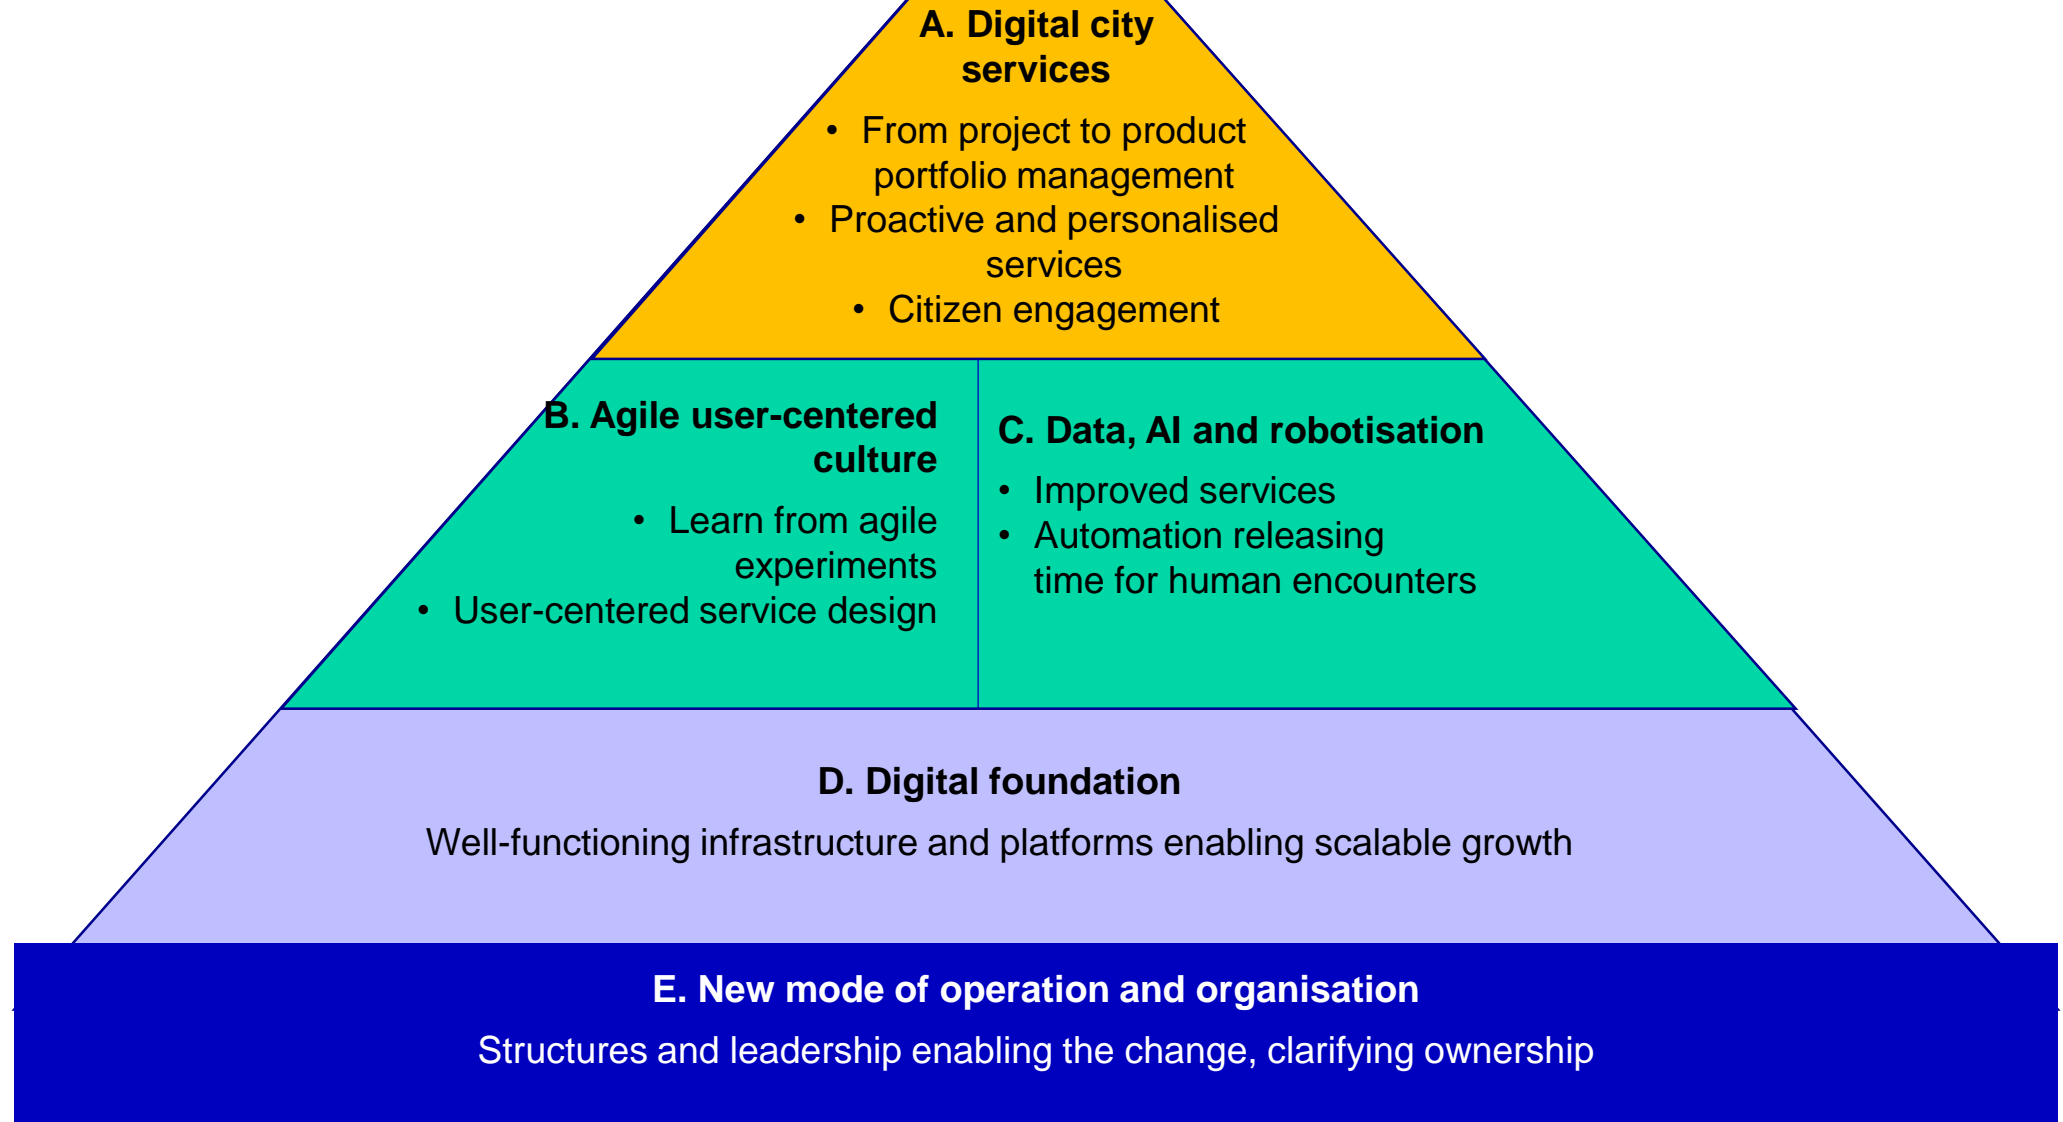 A. Digital city
services
• From project to product
portfolio management
• Proactive and personalised
services
• Citizen engagement
B. Agile user-centered
culture
• Learn from agile
experiments
• User-centered service design
C. Data, AI and robotisation
• Improved services
• Automation releasing
time for human encounters
D. Digital foundation
Well-functioning infrastructure and platforms enabling scalable growth
E. New mode of operation and organisation
Structures and leadership enabling the change, clarifying ownership